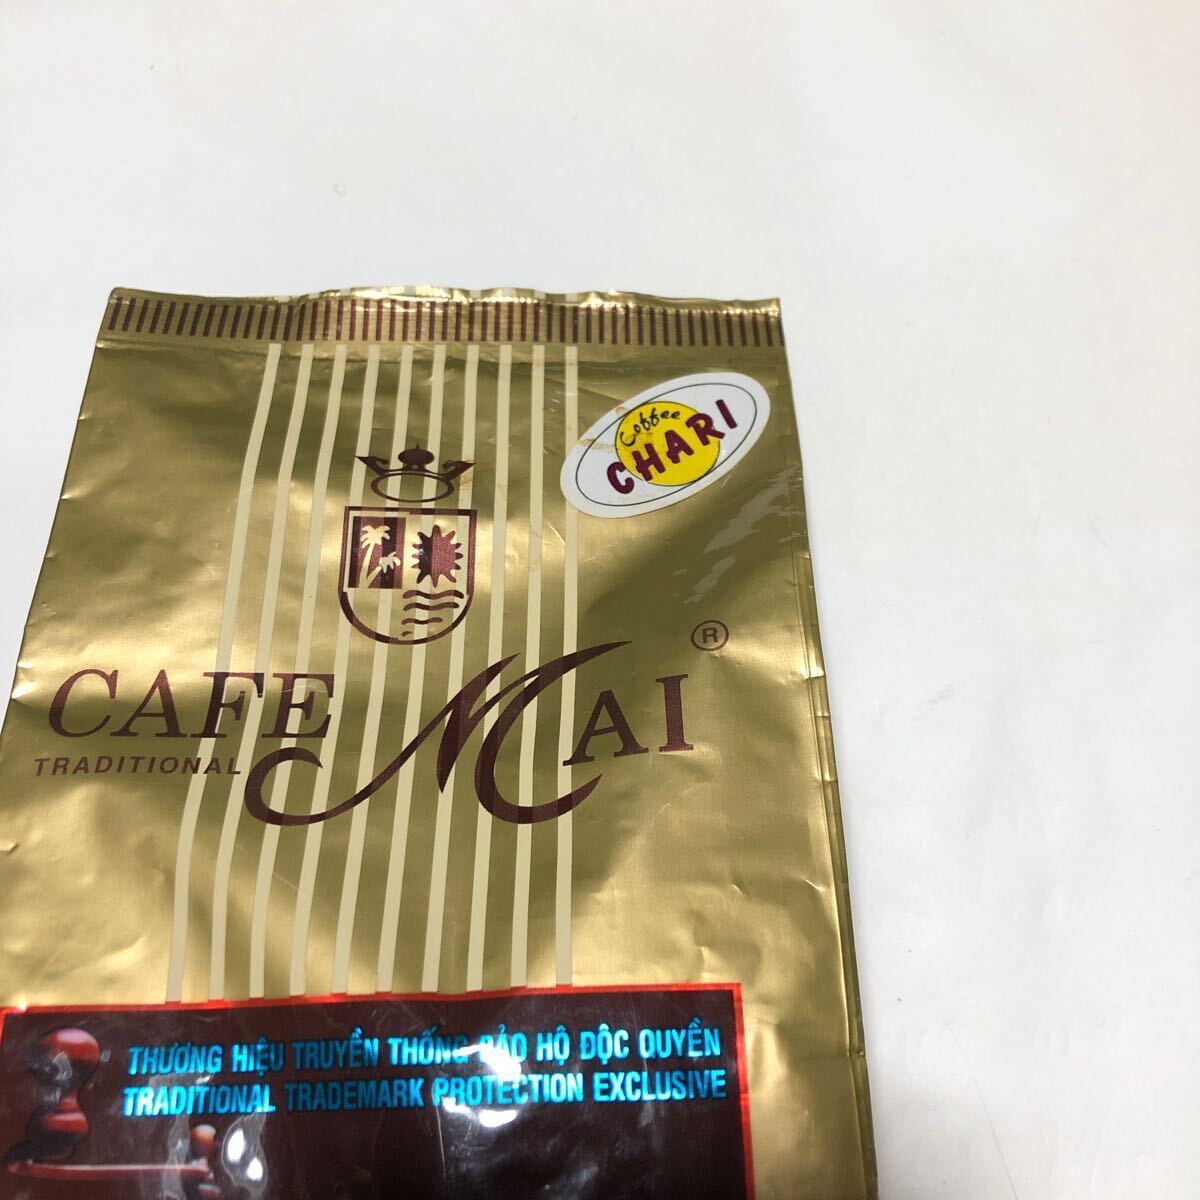 Coffee
CHARI
CAFE MAI ®
TRADITIONAL
THƯƠNG HIỆU TRUYỀN THỐNG BẢO HỘ ĐỘC QUYỀN
TRADITIONAL TRADEMARK PROTECTION EXCLUSIVE